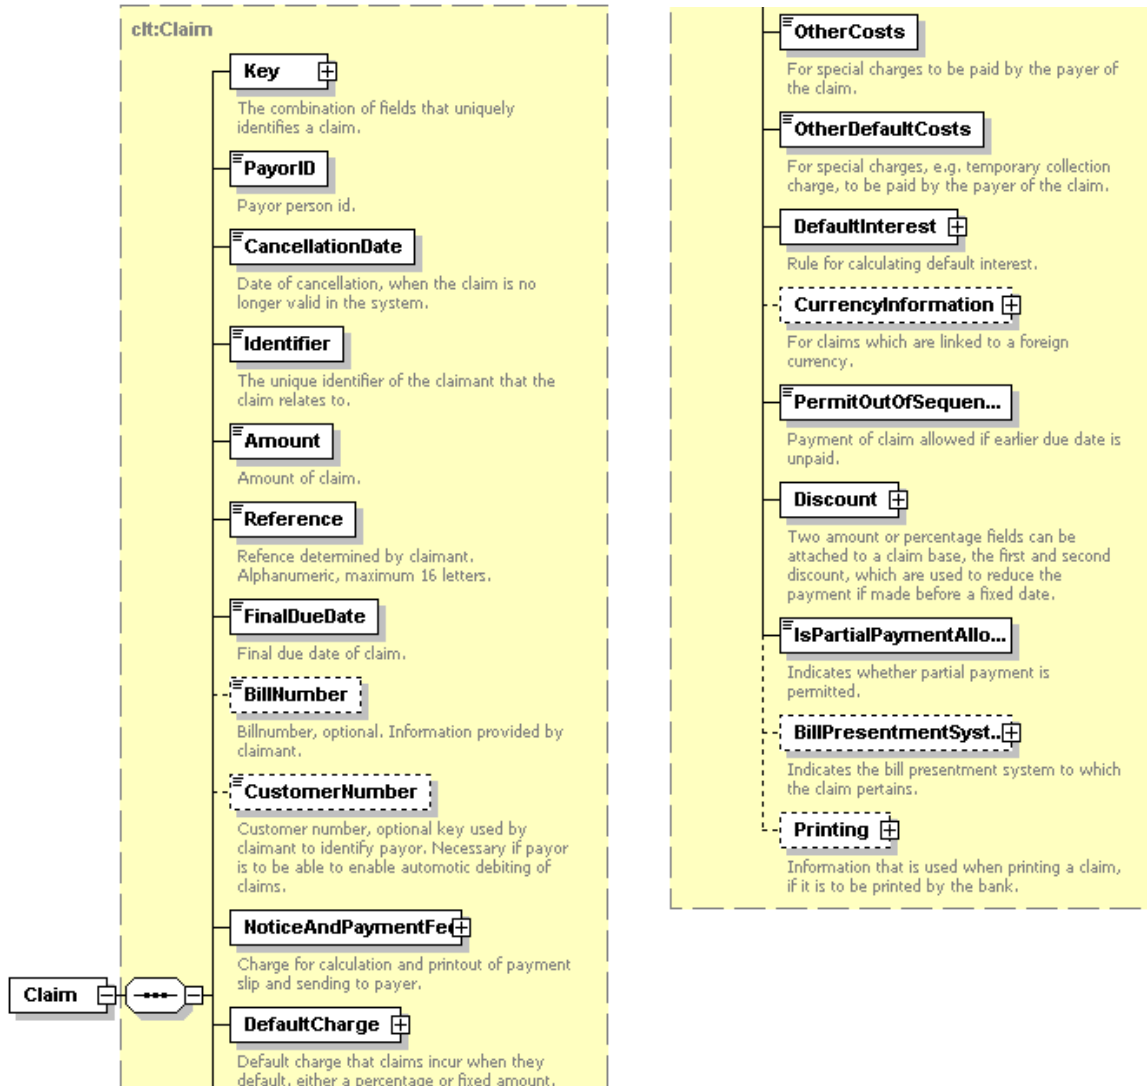 clt:Claim
Key
The combination of fields that uniquely
identifies a claim.
PayorID
Payor person id.
CancellationDate
Date of cancellation, when the claim is no
longer valid in the system.
Identifier
The unique identifier of the claimant that the
claim relates to.
Amount
Amount of claim.
Reference
Refence determined by claimant.
Alphanumeric, maximum 16 letters.
FinalDueDate
Final due date of claim.
BillNumber
Billnumber, optional. Information provided by
claimant.
CustomerNumber
Customer number, optional key used by
claimant to identify payor. Necessary if payor
is to be able to enable automotic debiting of
claims.
NoticeAndPaymentFee
Charge for calculation and printout of payment
slip and sending to payer.
Claim
DefaultCharge
Default charge that claims incur when they
default, either a percentage or fixed amount.
OtherCosts
For special charges to be paid by the payer of
the claim.
OtherDefaultCosts
For special charges, e.g. temporary collection
charge, to be paid by the payer of the claim.
DefaultInterest
Rule for calculating default interest.
CurrencyInformation
For claims which are linked to a foreign
currency.
PermitOutOfSequen...
Payment of claim allowed if earlier due date is
unpaid.
Discount
Two amount or percentage fields can be
attached to a claim base, the first and second
discount, which are used to reduce the
payment if made before a fixed date.
IsPartialPaymentAllo...
Indicates whether partial payment is
permitted.
BillPresentmentSyst...
Indicates the bill presentment system to which
the claim pertains.
Printing
Information that is used when printing a claim,
if it is to be printed by the bank.